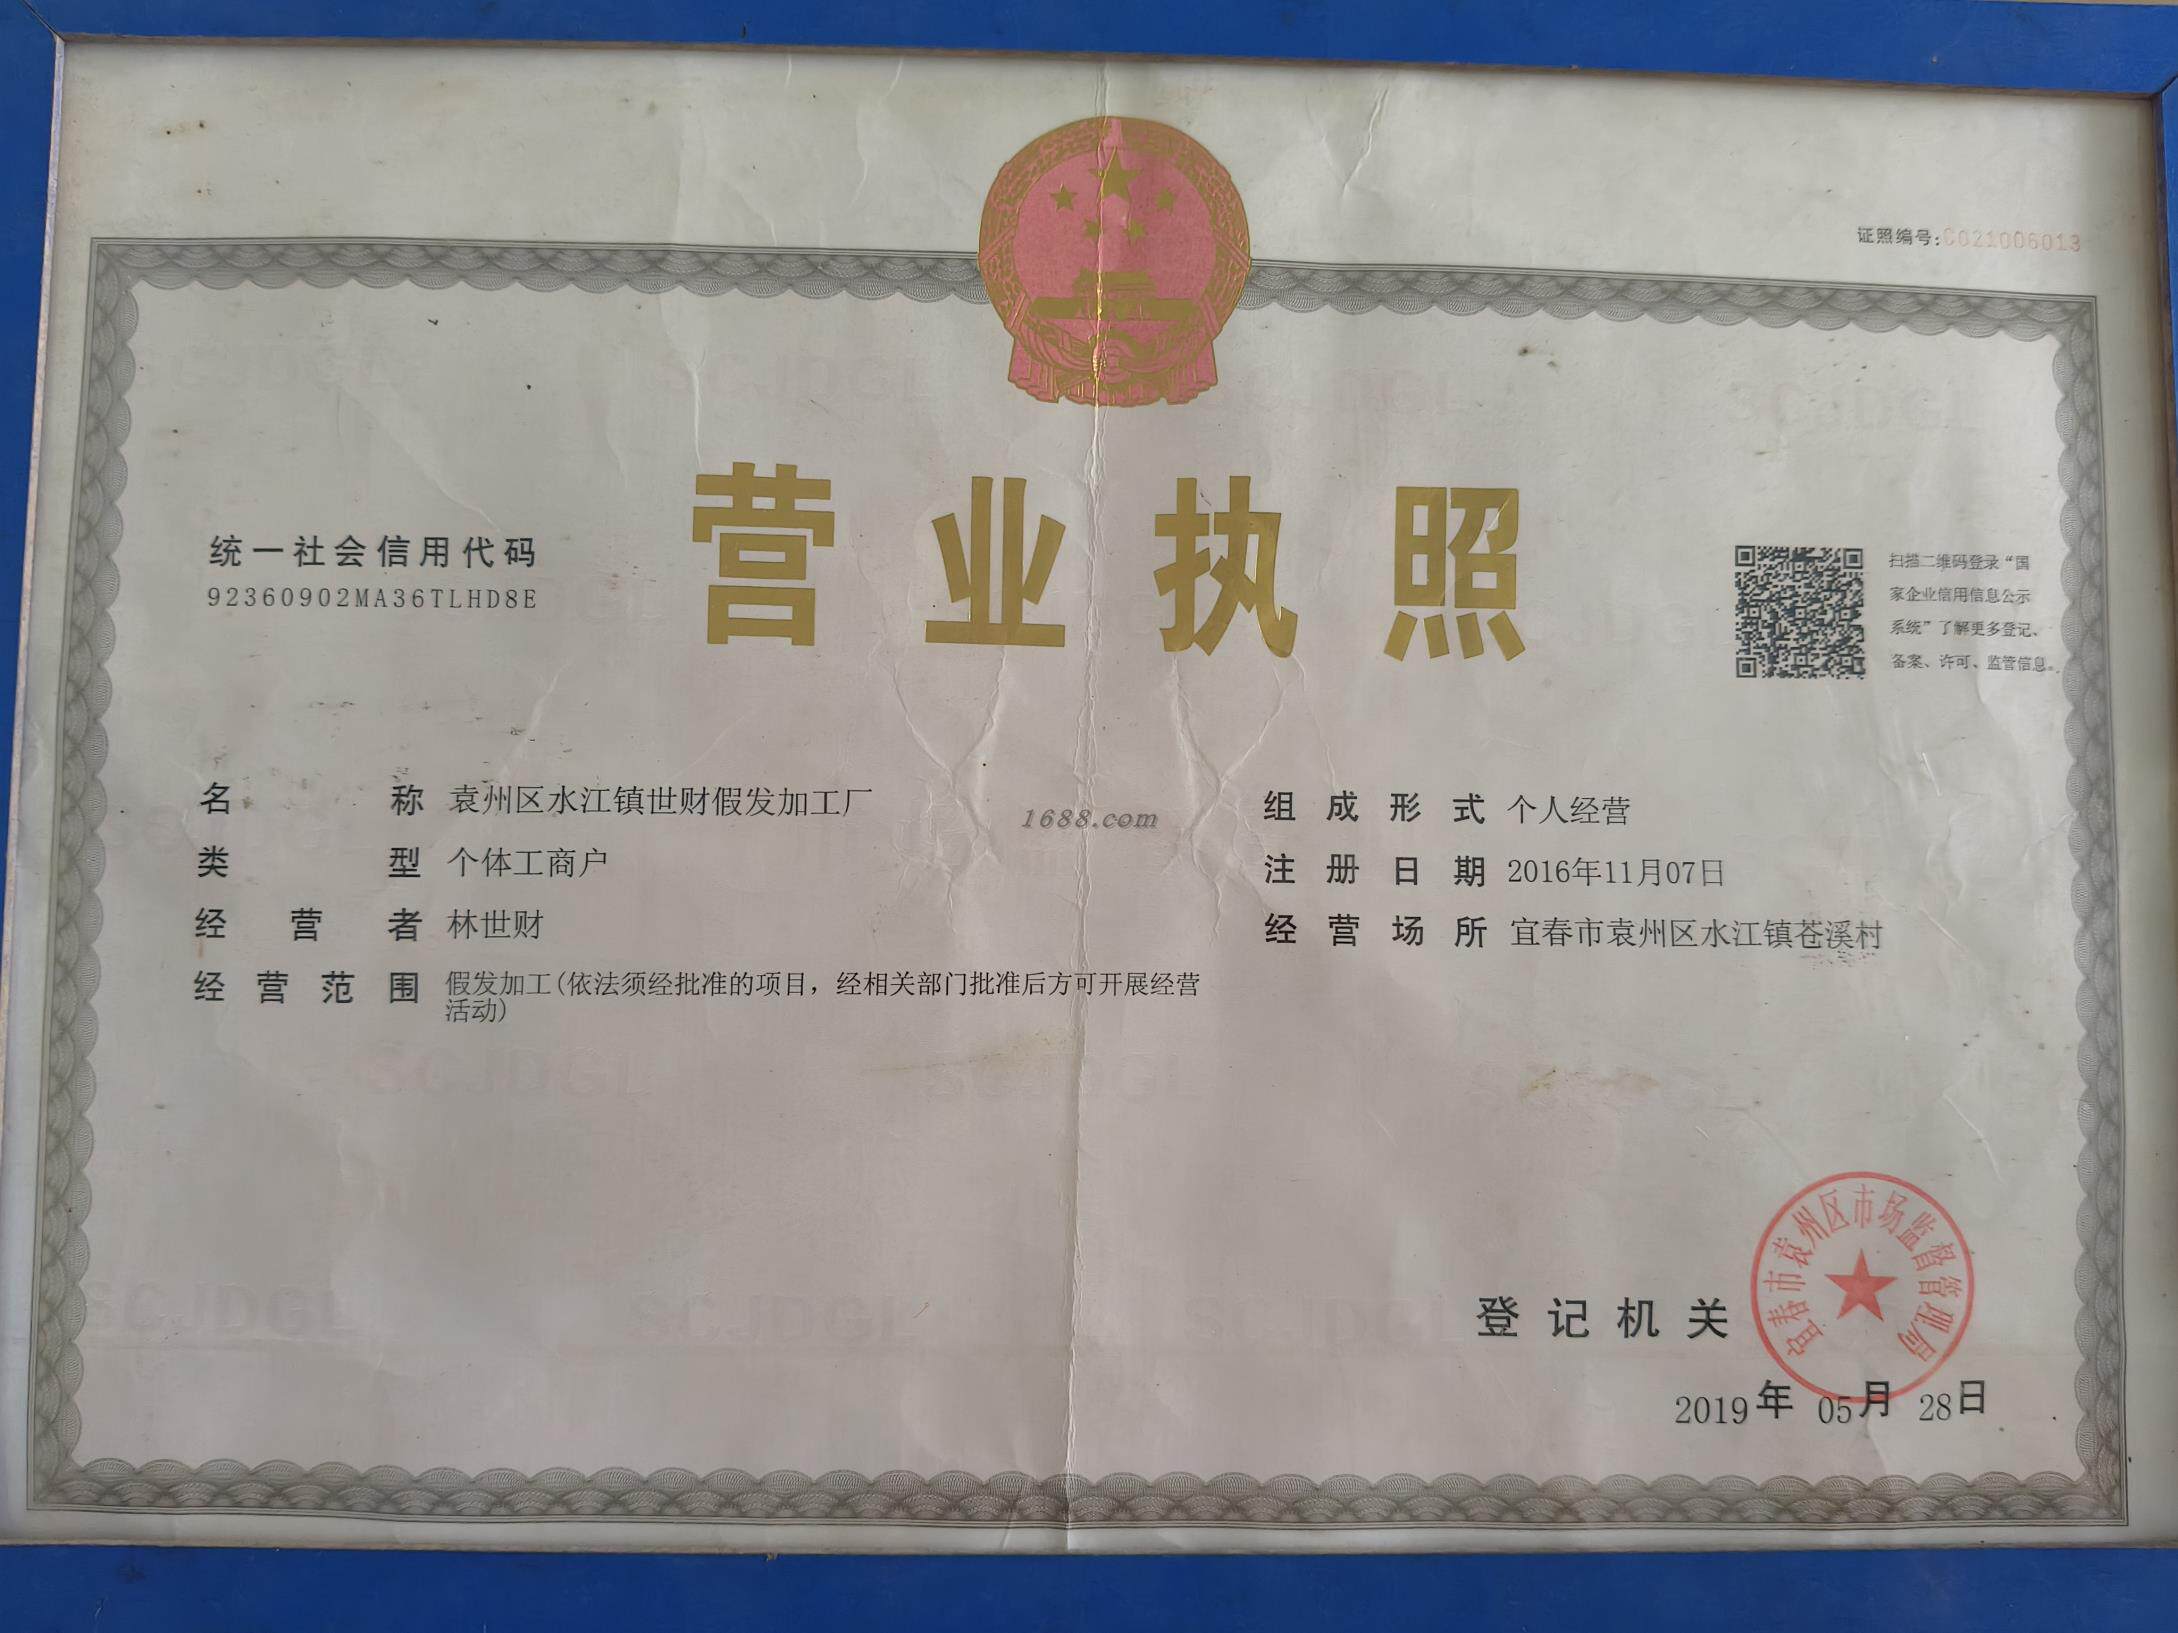 证照编号:C021006013
营业执照
统一社会信用代码
92360902MA36TLHD8E
扫描二维码登录“国
家企业信用信息公示
系统”了解更多登记、
备案、许可、监管信息。
名称 袁州区水江镇世财假发加工厂
类型 个体工商户
经营者 林世财
经营范围 假发加工(依法须经批准的项目，经相关部门批准后方可开展经营
活动)
1688.com
组成形式 个人经营
注册日期 2016年11月07日
经营场所 宜春市袁州区水江镇苍溪村
SCJDGL
SCJDGL
SCJDGL
登记机关
宜春市袁州区市场监督管理局
2019年 05月 28日